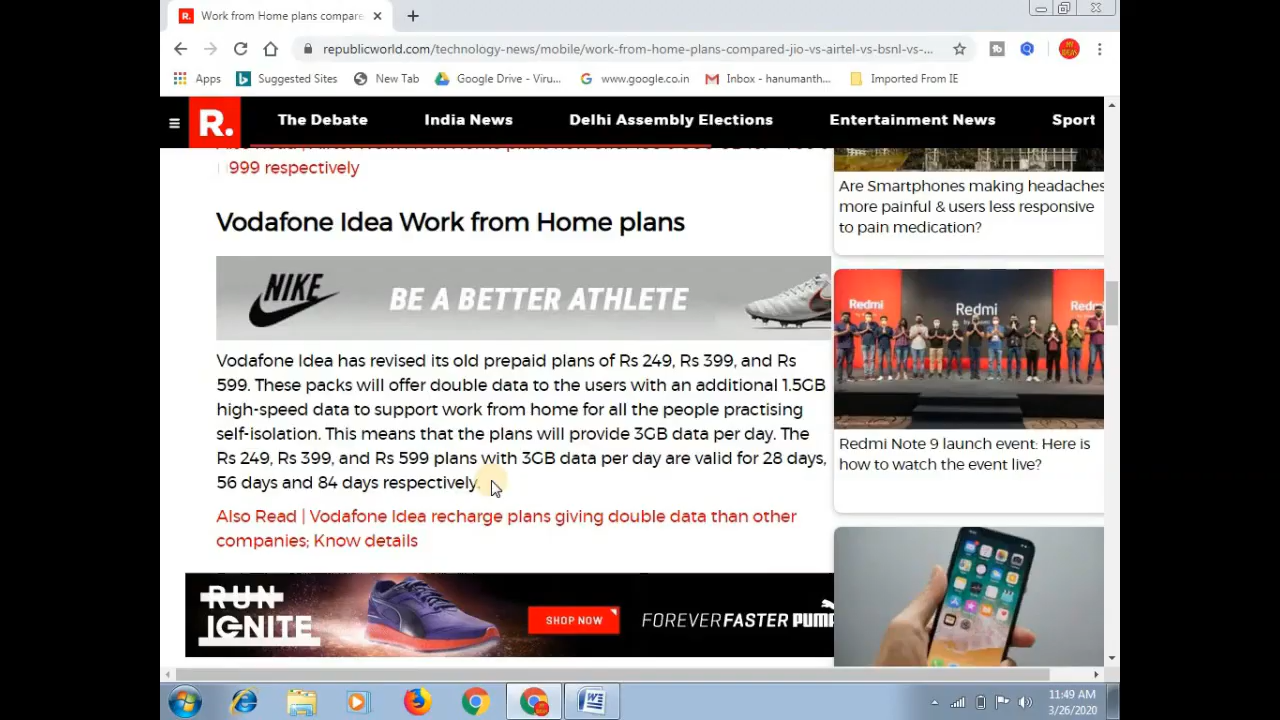 R. Work from Home plans compare
republicworld.com/technology-news/mobile/work-from-home-plans-compared-jio-vs-airtel-vs-bsnl-vs-...
Apps Suggested Sites New Tab Google Drive - Viru... www.google.co.in Inbox - hanumanth... Imported From IE
R. The Debate India News Delhi Assembly Elections Entertainment News Sport
999 respectively
Vodafone Idea Work from Home plans
NIKE BE A BETTER ATHLETE
Vodafone Idea has revised its old prepaid plans of Rs 249, Rs 399, and Rs
599. These packs will offer double data to the users with an additional 1.5GB
high-speed data to support work from home for all the people practising
self-isolation. This means that the plans will provide 3GB data per day. The
Rs 249, Rs 399, and Rs 599 plans with 3GB data per day are valid for 28 days,
56 days and 84 days respectively.
Also Read | Vodafone Idea recharge plans giving double data than other
companies; Know details
RUN
IGNITE
SHOP NOW
FOREVER FASTER PUMA
Are Smartphones making headaches
more painful & users less responsive
to pain medication?
Redmi Redmi Redmi
Redmi Note 9 launch event: Here is
how to watch the event live?
11:49 AM
3/26/2020